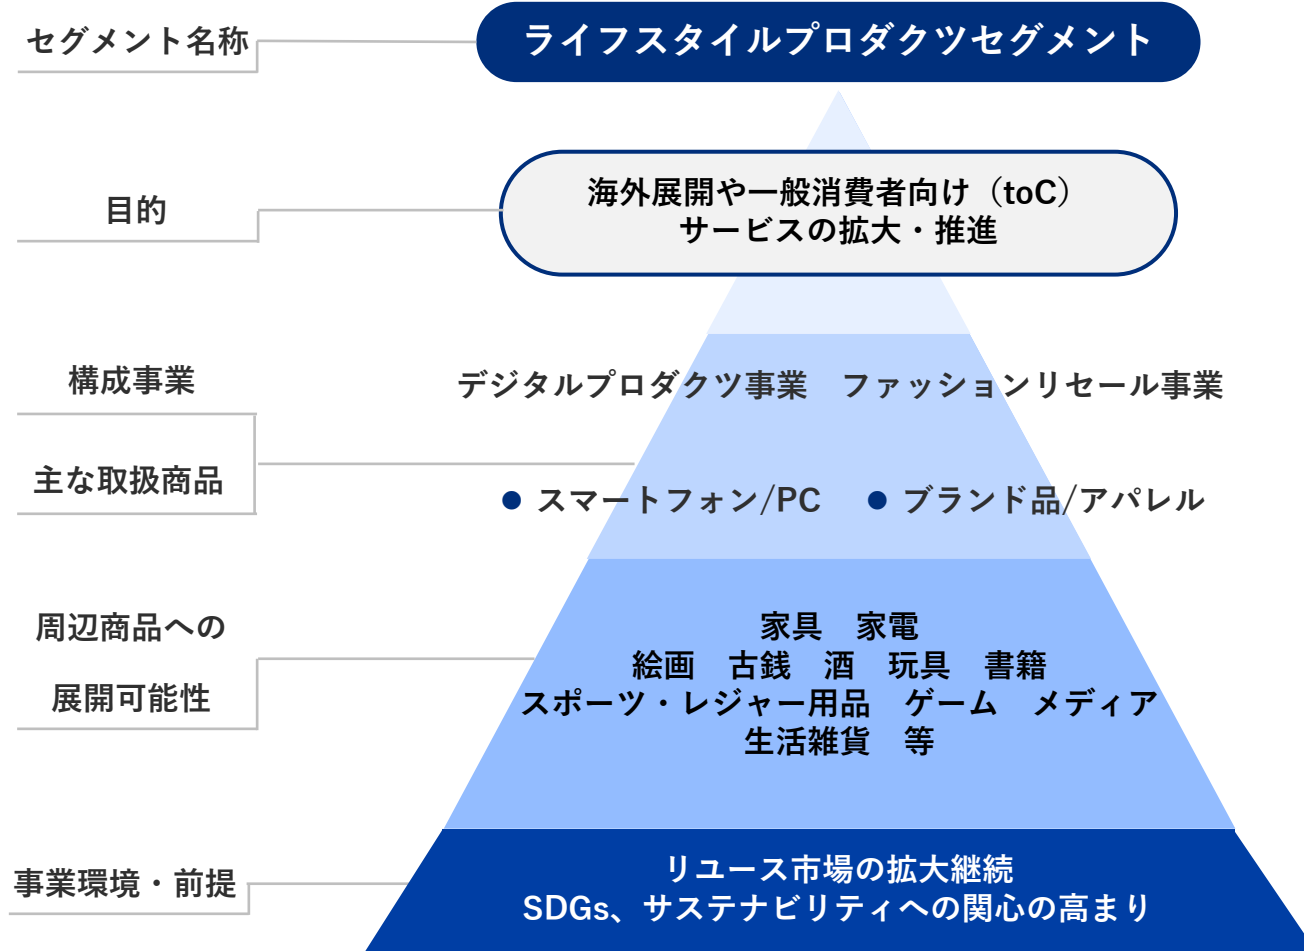 セグメント名称
ライフスタイルプロダクツセグメント
目的
海外展開や一般消費者向け（toC）
サービスの拡大・推進
構成事業
デジタルプロダクツ事業　ファッションリセール事業
主な取扱商品
● スマートフォン/PC　● ブランド品/アパレル
周辺商品への
展開可能性
家具　家電
絵画　古銭　酒　玩具　書籍
スポーツ・レジャー用品　ゲーム　メディア
生活雑貨　等
事業環境・前提
リユース市場の拡大継続
SDGs、サステナビリティへの関心の高まり